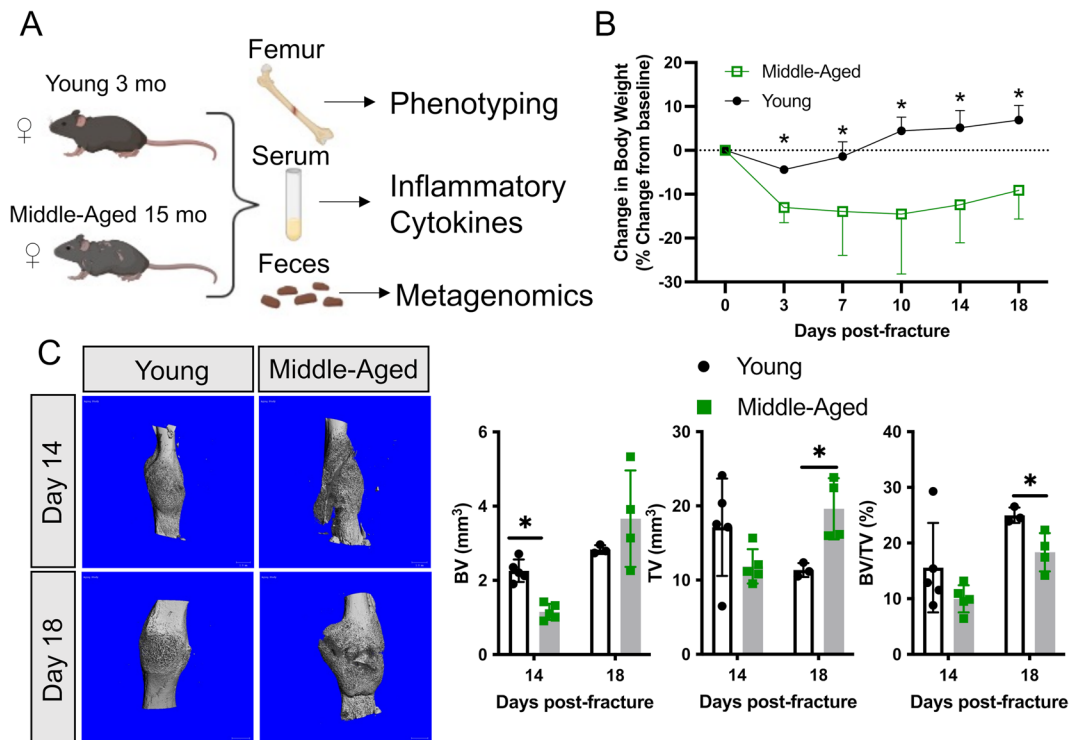 A
Young 3 mo
♀
Middle-Aged 15 mo
♀
Femur
Phenotyping
Serum
Inflammatory
Cytokines
Feces
Metagenomics
B
Change in Body Weight
(% Change from baseline)
20
10
0
-10
-20
-30
Middle-Aged
Young
* * * * *
0 3 7 10 14 18
Days post-fracture
C
Young Middle-Aged
Day 14
Day 18
Young
Middle-Aged
BV (mm³)
6
4
2
0
*
14 18
Days post-fracture
TV (mm³)
30
20
10
0
*
14 18
Days post-fracture
BV/TV (%)
40
30
20
10
0
*
14 18
Days post-fracture